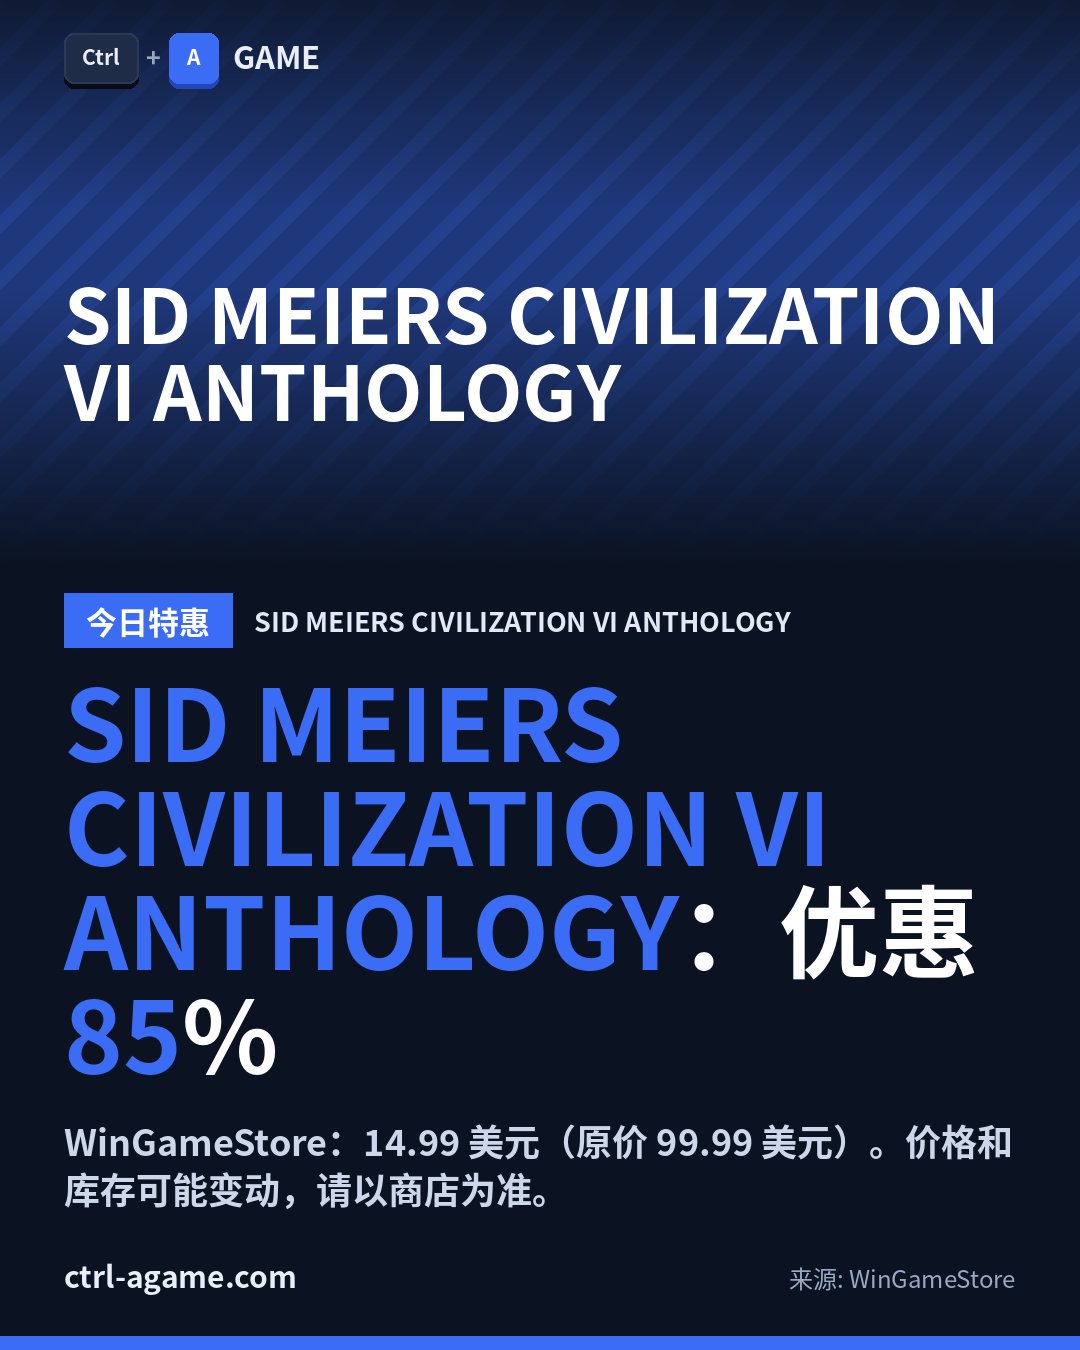 Ctrl + A GAME
SID MEIERS CIVILIZATION
VI ANTHOLOGY
今日特惠 SID MEIERS CIVILIZATION VI ANTHOLOGY
SID MEIERS
CIVILIZATION VI
ANTHOLOGY：优惠
85%
WinGameStore：14.99 美元（原价 99.99 美元）。价格和
库存可能变动，请以商店为准。
ctrl-agame.com
来源: WinGameStore